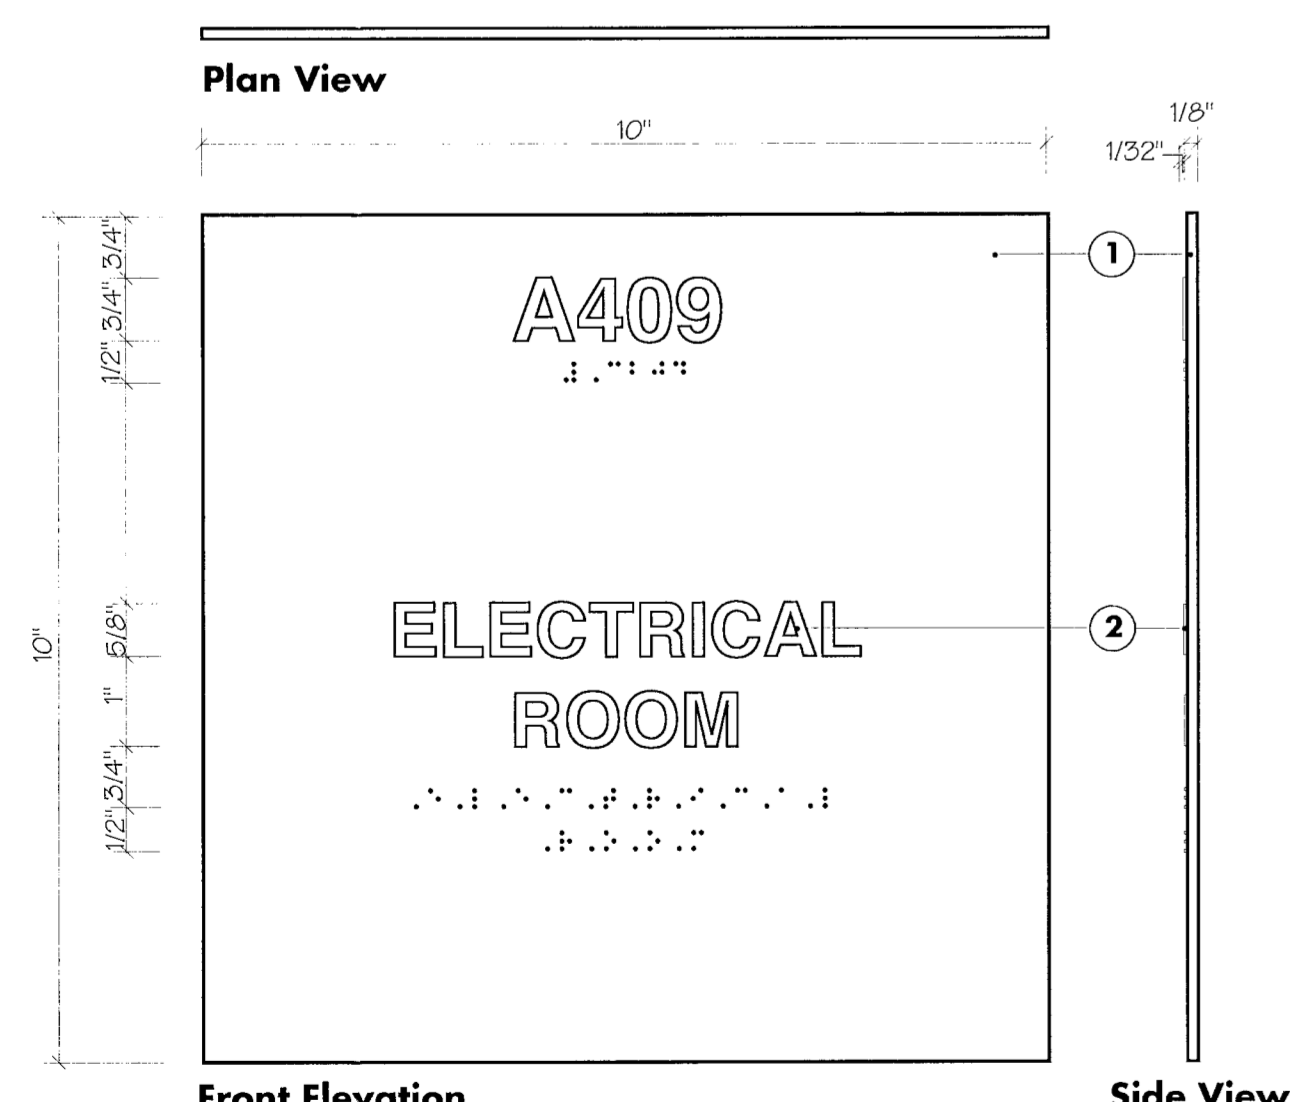 Plan View
10"
1/8"
1/32"
3/4"
3/4"
1/2"
A409
1
10"
5/8"
1"
3/4"
1/2"
ELECTRICAL
ROOM
2
Front Elevation
Side View